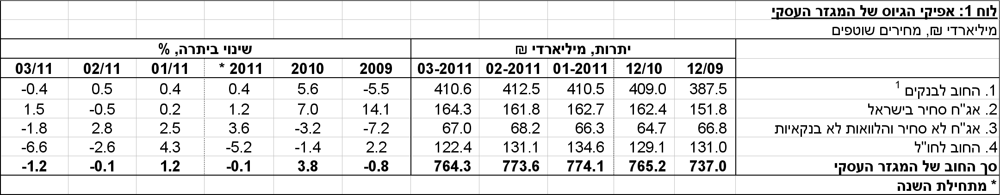 לוח 1: אפיקי הגיוס של המגזר העסקי
מיליארדי ₪, מחירים שוטפים
יתרות, מיליארדי ₪ שינוי ביתרה, %
12/09 12/10 01-2011 02-2011 03-2011 2009 2010 2011 * 01/11 02/11 03/11
1. החוב לבנקים 1 387.5 409.0 410.5 412.5 410.6 -5.5 5.6 0.4 0.4 0.5 -0.4
2. אג"ח סחיר בישראל 151.8 162.4 162.7 161.8 164.3 14.1 7.0 1.2 0.2 -0.5 1.5
3. אג"ח לא סחיר והלוואות לא בנקאיות 66.8 64.7 66.3 68.2 67.0 -7.2 -3.2 3.6 2.5 2.8 -1.8
4. החוב לחו"ל 131.0 129.1 134.6 131.1 122.4 2.2 -1.4 -5.2 4.3 -2.6 -6.6
סך החוב של המגזר העסקי 737.0 765.2 774.1 773.6 764.3 -0.8 3.8 -0.1 1.2 -0.1 -1.2
* מתחילת השנה